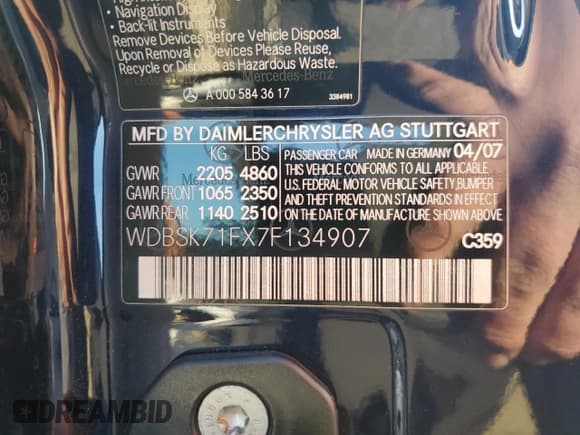 • Navigation Display
• Back-lit Instruments
Remove Devices Before Vehicle Disposal.
Upon Removal of Devices Please Reuse,
Recycle or Dispose as Hazardous Waste.
Mercedes-Benz
A 000 584 36 17
3384981
MFD BY DAIMLERCHRYSLER AG STUTTGART
KG LBS PASSENGER CAR MADE IN GERMANY 04/07
GVWR 2205 4860
GAWR FRONT 1065 2350
GAWR REAR 1140 2510
THIS VEHICLE CONFORMS TO ALL APPLICABLE
U.S. FEDERAL MOTOR VEHICLE SAFETY, BUMPER
AND THEFT PREVENTION STANDARDS IN EFFECT
ON THE DATE OF MANUFACTURE SHOWN ABOVE.
WDBSK71FX7F134907
C359
DREAMBID